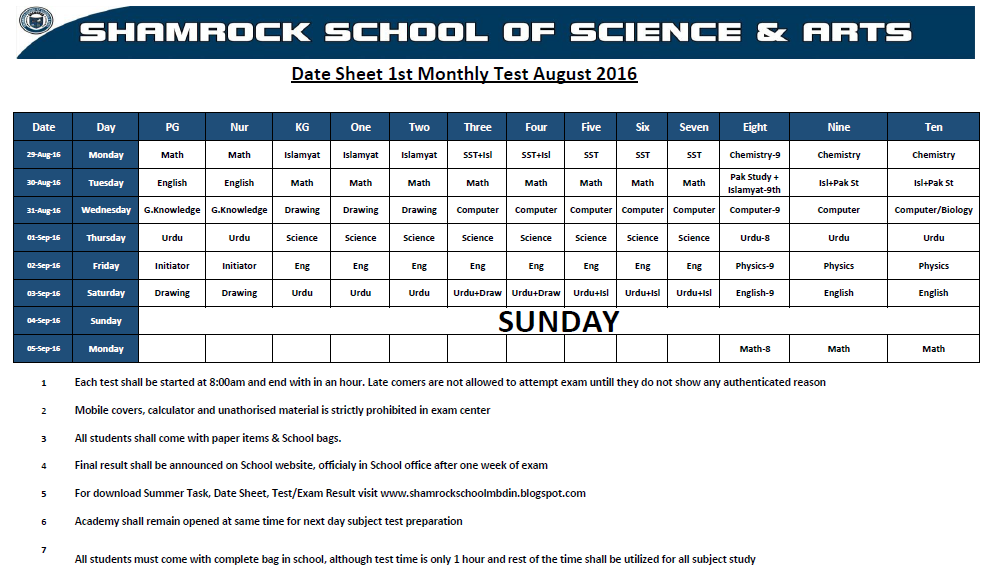 SHAMROCK SCHOOL OF SCIENCE & ARTS
Date Sheet 1st Monthly Test August 2016
Date Day PG Nur KG One Two Three Four Five Six Seven Eight Nine Ten
29-Aug-16 Monday Math Math Islamyat Islamyat Islamyat SST+Isl SST+Isl SST SST SST Chemistry-9 Chemistry Chemistry
30-Aug-16 Tuesday English English Math Math Math Math Math Math Math Math Pak Study + Islamyat-9th Isl+Pak St Isl+Pak St
31-Aug-16 Wednesday G.Knowledge G.Knowledge Drawing Drawing Drawing Computer Computer Computer Computer Computer Computer-9 Computer Computer/Biology
01-Sep-16 Thursday Urdu Urdu Science Science Science Science Science Science Science Science Urdu-8 Urdu Urdu
02-Sep-16 Friday Initiator Initiator Eng Eng Eng Eng Eng Eng Eng Eng Physics-9 Physics Physics
03-Sep-16 Saturday Drawing Drawing Urdu Urdu Urdu Urdu+Draw Urdu+Draw Urdu+Isl Urdu+Isl Urdu+Isl English-9 English English
04-Sep-16 Sunday SUNDAY
05-Sep-16 Monday Math-8 Math Math
1 Each test shall be started at 8:00am and end with in an hour. Late comers are not allowed to attempt exam untill they do not show any authenticated reason
2 Mobile covers, calculator and unathorised material is strictly prohibited in exam center
3 All students shall come with paper items & School bags.
4 Final result shall be announced on School website, officialy in School office after one week of exam
5 For download Summer Task, Date Sheet, Test/Exam Result visit www.shamrockschoolmbdin.blogspot.com
6 Academy shall remain opened at same time for next day subject test preparation
7 All students must come with complete bag in school, although test time is only 1 hour and rest of the time shall be utilized for all subject study